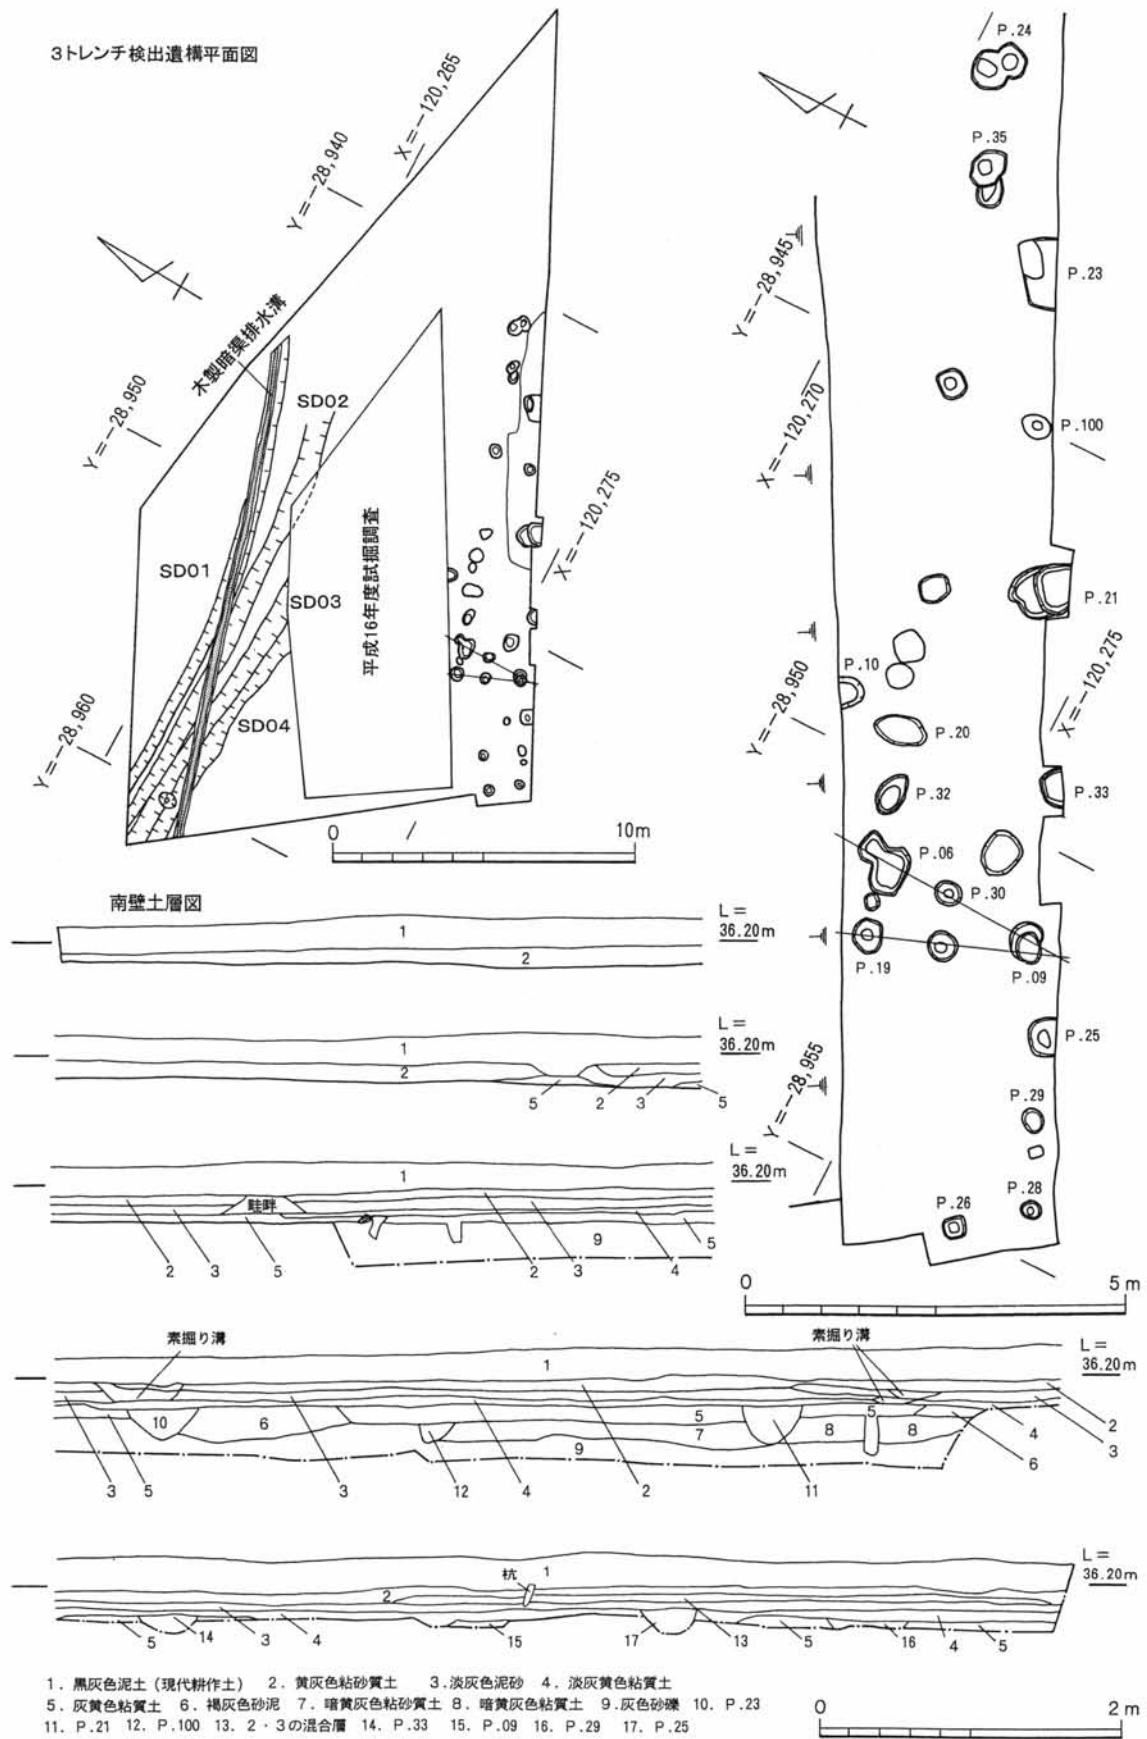 3トレンチ検出遺構平面図
X=-120,265
Y=-28,940
木製暗渠排水溝
Y=-28,950
SD02
SD01
SD03
平成16年度試掘調査
X=-120,275
SD04
Y=-28,960
0 10m
P.24
P.35
P.23
Y=-28,945
X=-120,270
P.100
P.21
P.10
X=-120,275
Y=-28,950
P.20
P.32
P.33
P.06
P.30
P.19
P.09
P.25
Y=-28,955
P.29
P.26
P.28
0 5m
南壁土層図
L=
36.20m
1
2
L=
36.20m
1
2
5 2 3 5
L=
36.20m
1
畦畔
9
5
2 3 5 2 3 4
素掘り溝 素掘り溝
L=
36.20m
1
10 6 5 5
7 8 8
9
2
4
3
6
3 5 3 12 4 2 11
L=
36.20m
杭 1
2
5 14 3 4 15 17 13 5 16 4 5
1. 黒灰色泥土(現代耕作土) 2. 黄灰色粘砂質土 3.淡灰色泥砂 4. 淡灰黄色粘質土
5. 灰黄色粘質土 6. 褐灰色砂泥 7. 暗黄灰色粘砂質土 8. 暗黄灰色粘質土 9.灰色砂礫 10. P.23
11. P.21 12. P.100 13. 2・3の混合層 14. P.33 15. P.09 16. P.29 17. P.25
0 2m